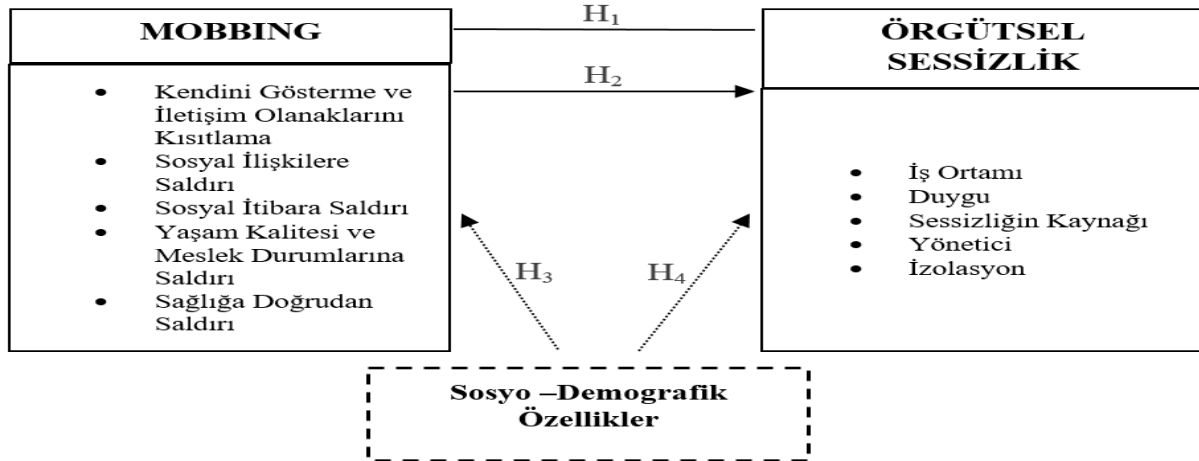 MOBBING
• Kendini Gösterme ve
İletişim Olanaklarını
Kısıtlama
• Sosyal İlişkilere
Saldırı
• Sosyal İtibara Saldırı
• Yaşam Kalitesi ve
Meslek Durumlarına
Saldırı
• Sağlığa Doğrudan
Saldırı
H₁
H₂
ÖRGÜTSEL
SESSİZLİK
• İş Ortamı
• Duygu
• Sessizliğin Kaynağı
• Yönetici
• İzolasyon
H₃
H₄
Sosyo –Demografik
Özellikler